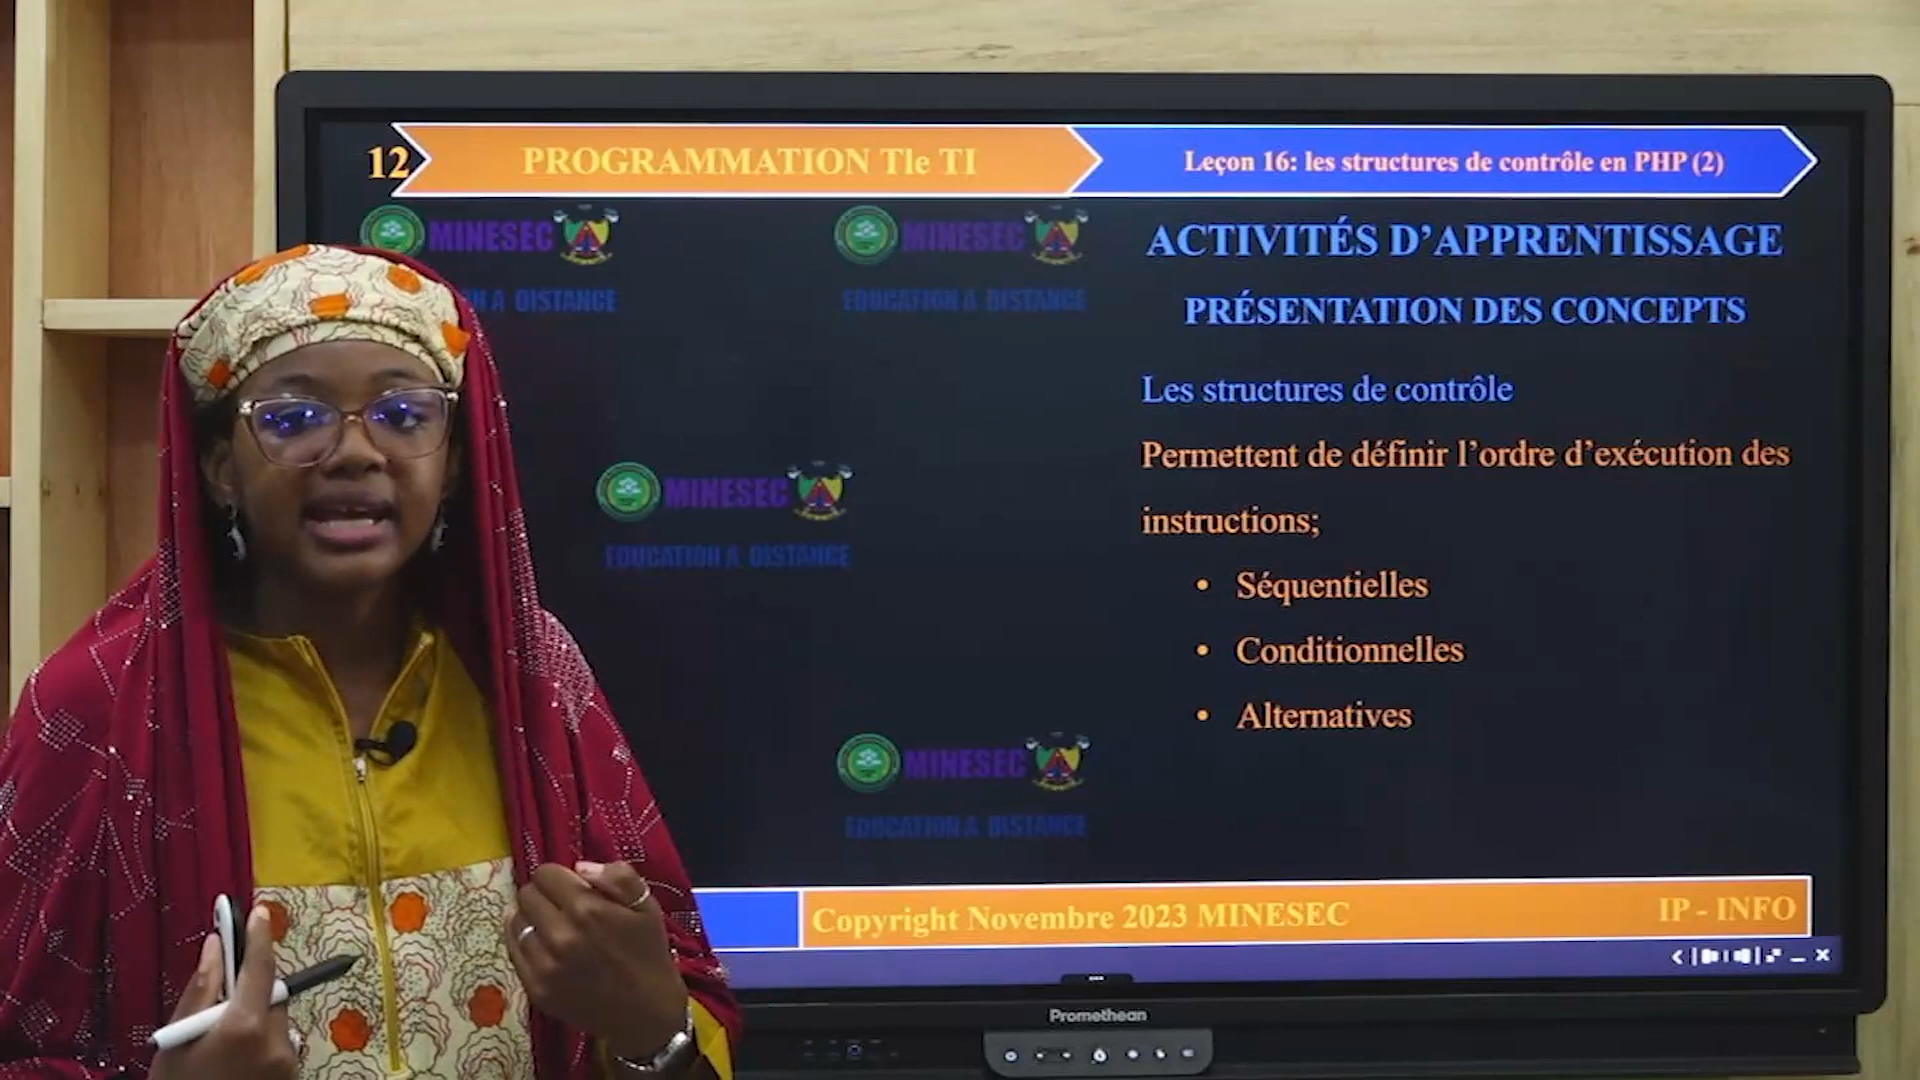 12
PROGRAMMATION Tle TI
Leçon 16: les structures de contrôle en PHP (2)
MINESEC
N A DISTANCE
MINESEC
EDUCATION A DISTANCE
ACTIVITÉS D’APPRENTISSAGE
PRÉSENTATION DES CONCEPTS
Les structures de contrôle
Permettent de définir l’ordre d’exécution des
instructions;
• Séquentielles
• Conditionnelles
• Alternatives
MINESEC
EDUCATION A DISTANCE
MINESEC
EDUCATION A DISTANCE
Copyright Novembre 2023 MINESEC
IP - INFO
Promethean